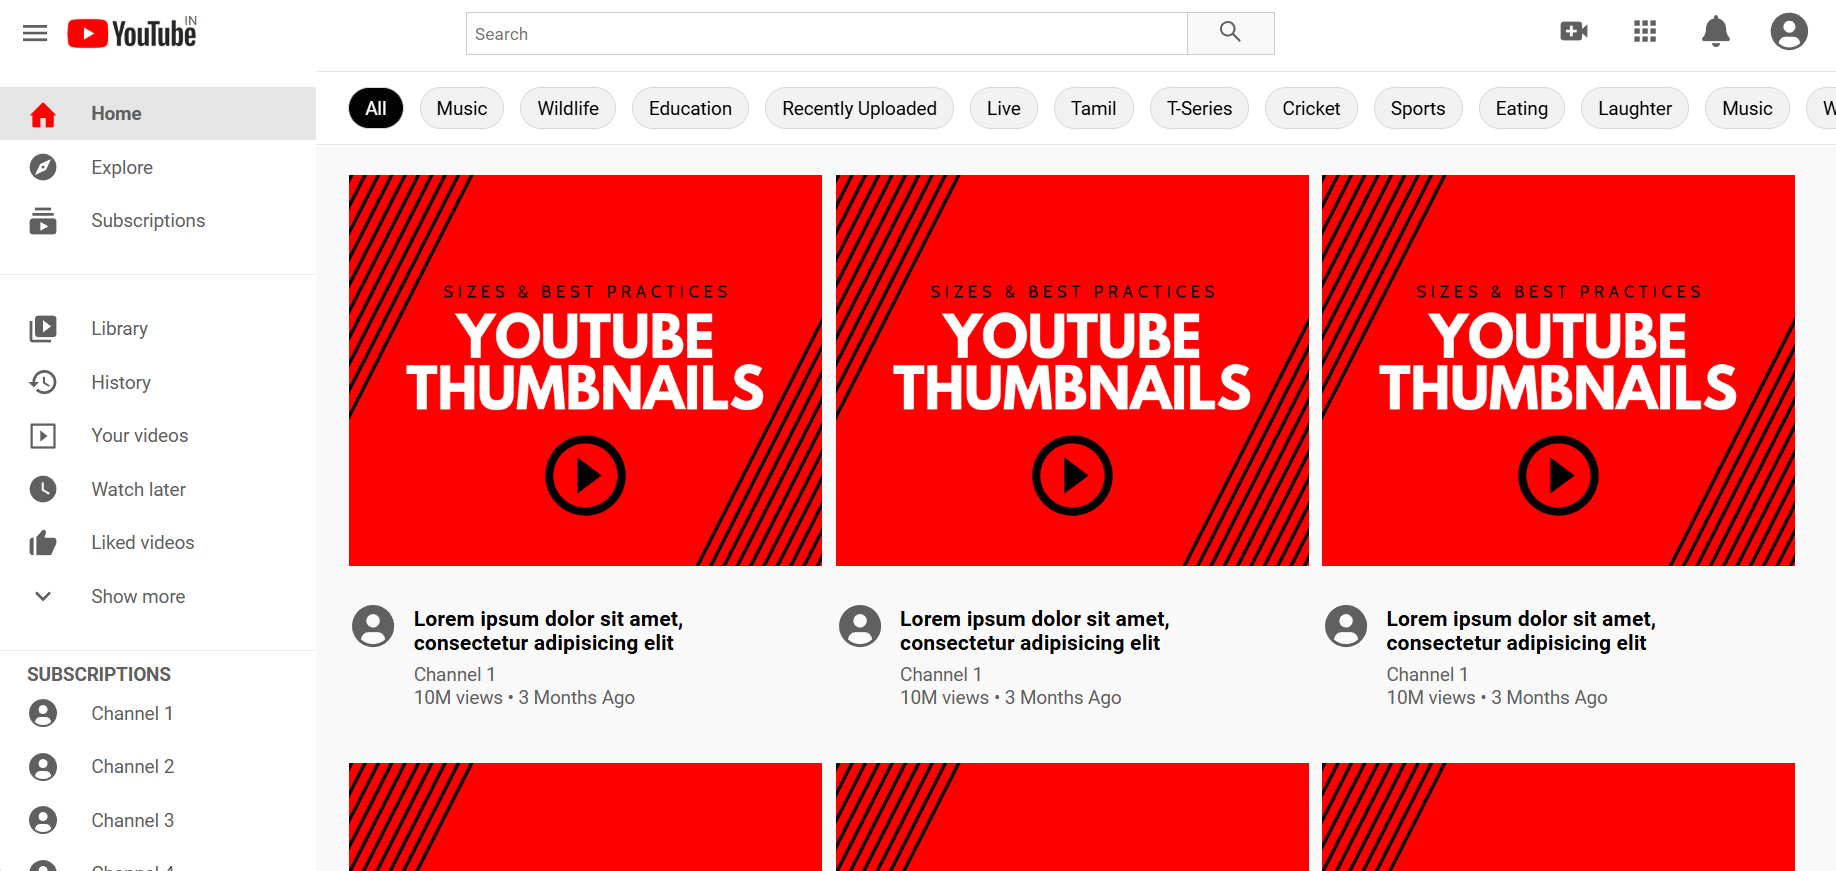 YouTube IN
Search
Home
Explore
Subscriptions
Library
History
Your videos
Watch later
Liked videos
Show more
SUBSCRIPTIONS
Channel 1
Channel 2
Channel 3
Channel 4
All Music Wildlife Education Recently Uploaded Live Tamil T-Series Cricket Sports Eating Laughter Music
SIZES & BEST PRACTICES
YOUTUBE
THUMBNAILS
Lorem ipsum dolor sit amet,
consectetur adipisicing elit
Channel 1
10M views • 3 Months Ago
SIZES & BEST PRACTICES
YOUTUBE
THUMBNAILS
Lorem ipsum dolor sit amet,
consectetur adipisicing elit
Channel 1
10M views • 3 Months Ago
SIZES & BEST PRACTICES
YOUTUBE
THUMBNAILS
Lorem ipsum dolor sit amet,
consectetur adipisicing elit
Channel 1
10M views • 3 Months Ago